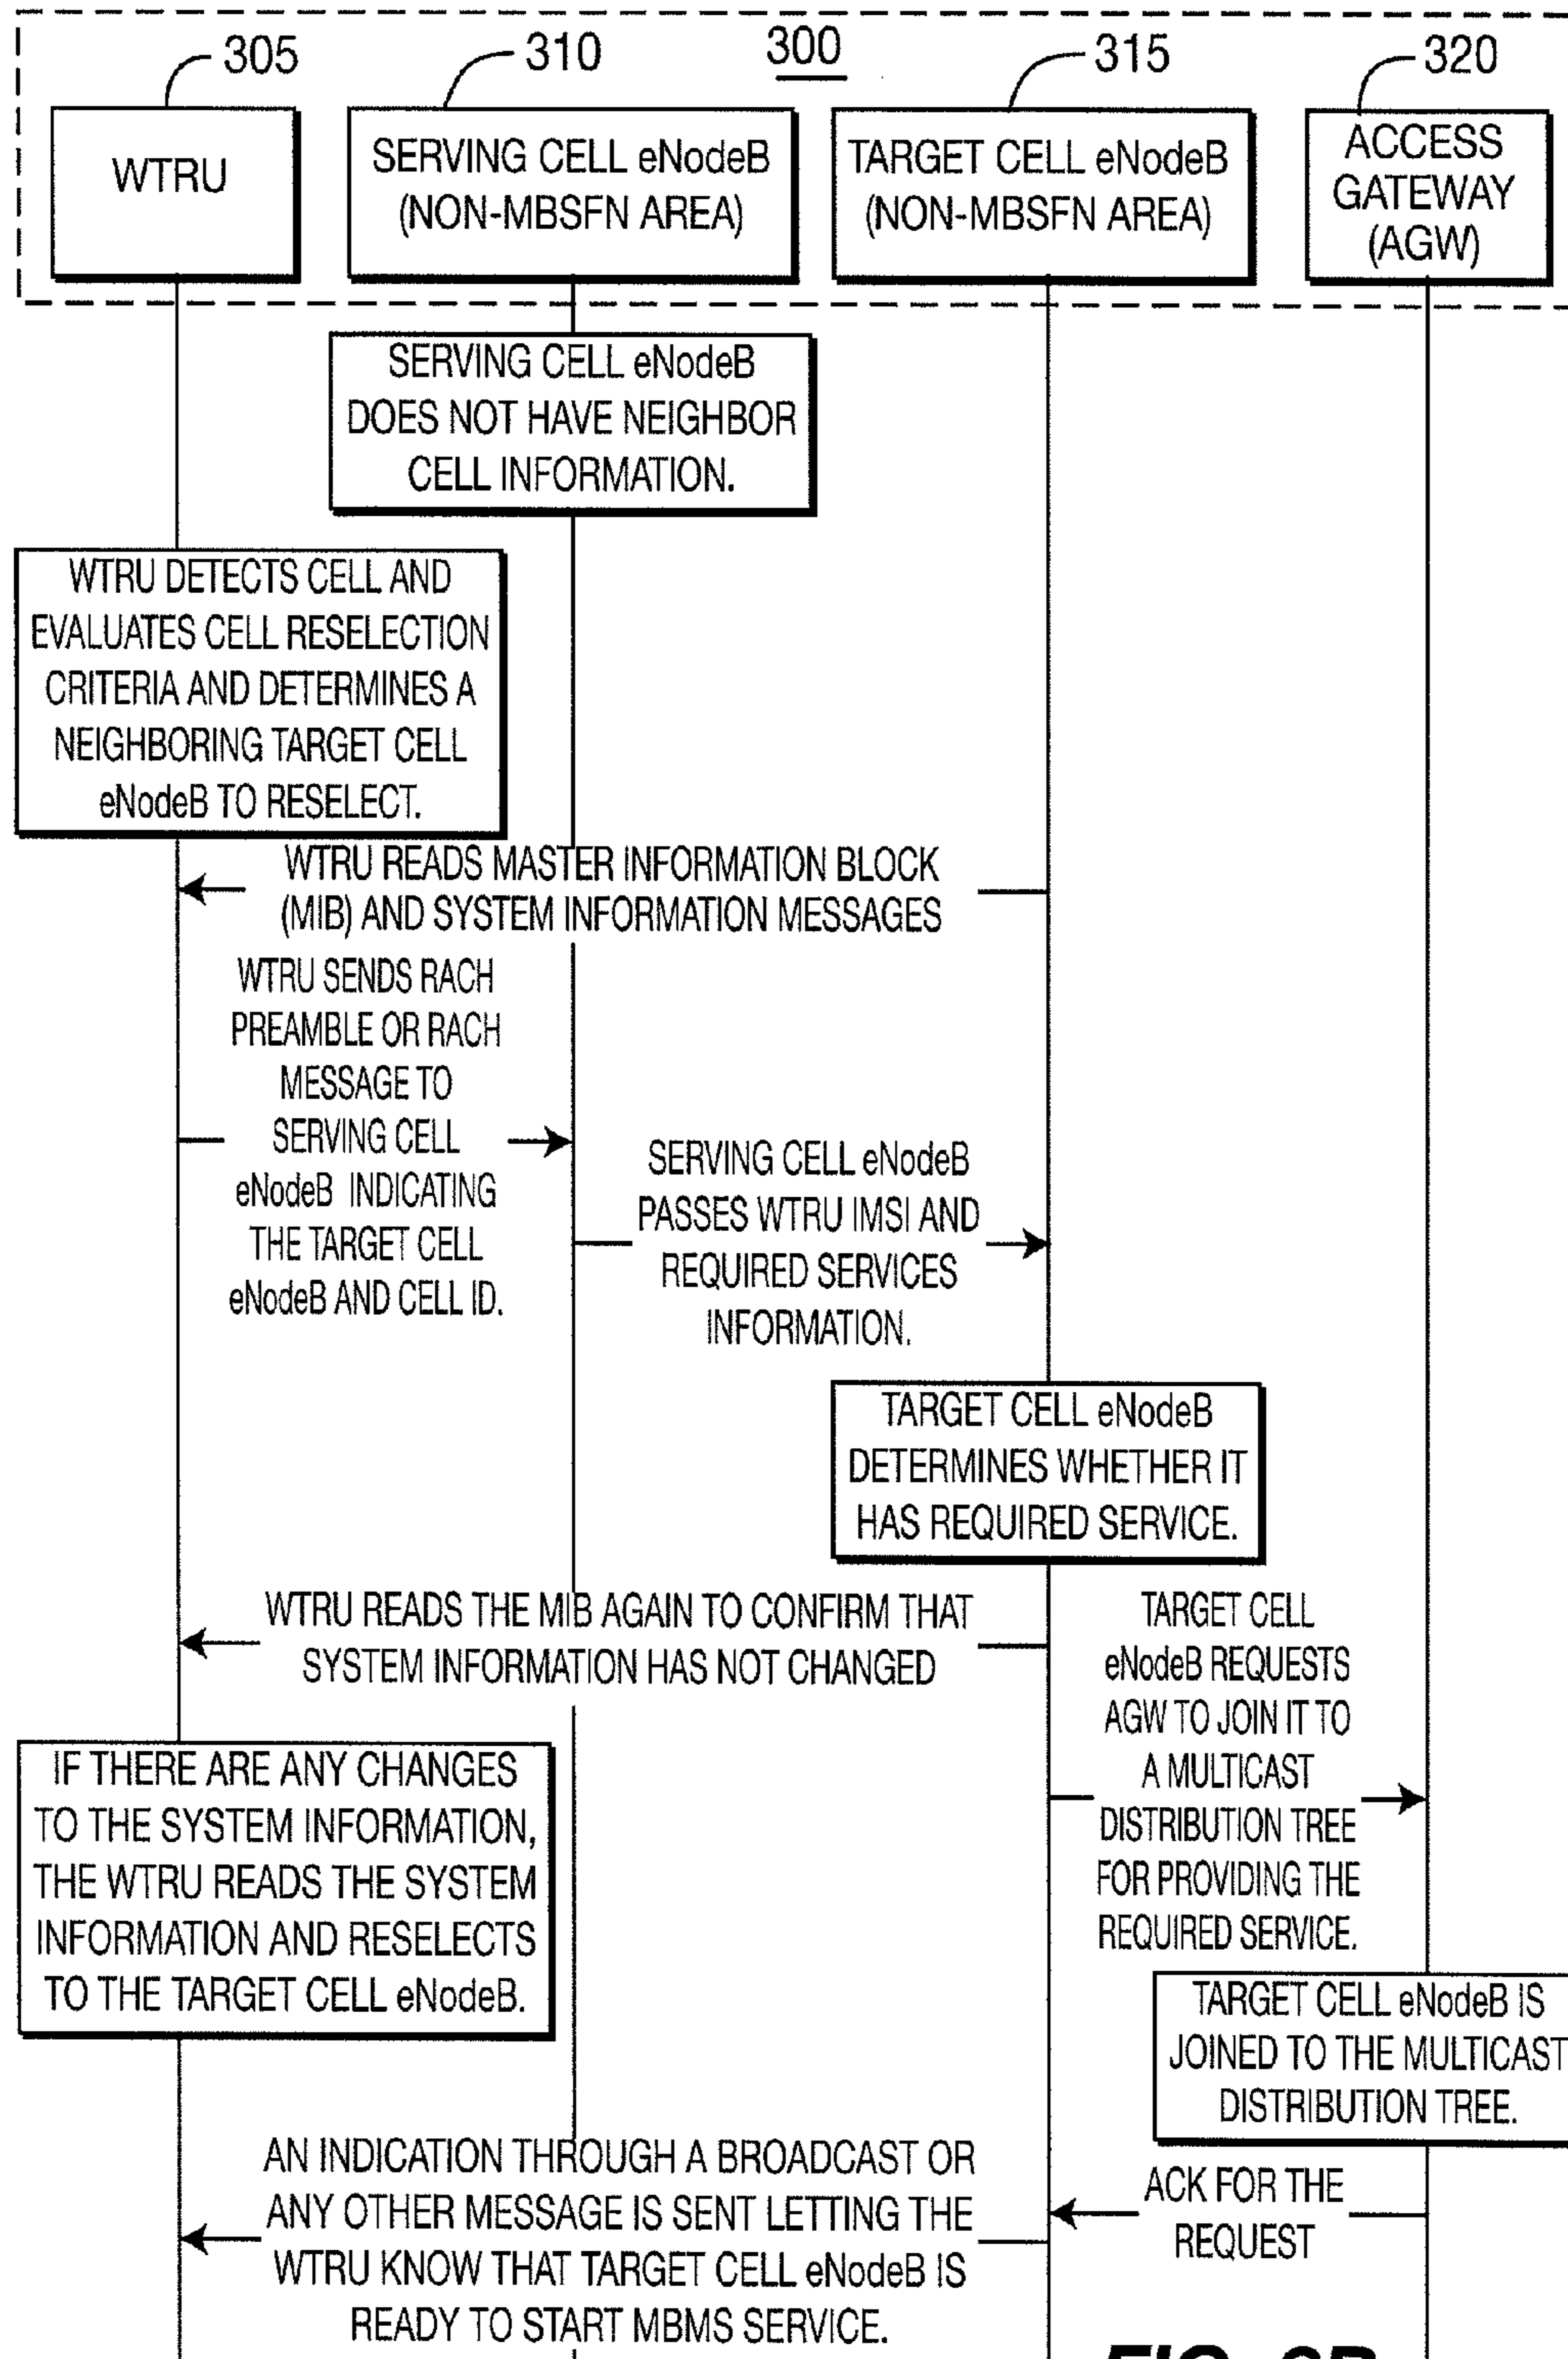 305
310
300
315
320
WTRU
SERVING CELL eNodeB
(NON-MBSFN AREA)
TARGET CELL eNodeB
(NON-MBSFN AREA)
ACCESS
GATEWAY
(AGW)
SERVING CELL eNodeB
DOES NOT HAVE NEIGHBOR
CELL INFORMATION.
WTRU DETECTS CELL AND
EVALUATES CELL RESELECTION
CRITERIA AND DETERMINES A
NEIGHBORING TARGET CELL
eNodeB TO RESELECT.
WTRU READS MASTER INFORMATION BLOCK
(MIB) AND SYSTEM INFORMATION MESSAGES
WTRU SENDS RACH
PREAMBLE OR RACH
MESSAGE TO
SERVING CELL
eNodeB INDICATING
THE TARGET CELL
eNodeB AND CELL ID.
SERVING CELL eNodeB
PASSES WTRU IMSI AND
REQUIRED SERVICES
INFORMATION.
TARGET CELL eNodeB
DETERMINES WHETHER IT
HAS REQUIRED SERVICE.
WTRU READS THE MIB AGAIN TO CONFIRM THAT
SYSTEM INFORMATION HAS NOT CHANGED
TARGET CELL
eNodeB REQUESTS
AGW TO JOIN IT TO
A MULTICAST
DISTRIBUTION TREE
FOR PROVIDING THE
REQUIRED SERVICE.
IF THERE ARE ANY CHANGES
TO THE SYSTEM INFORMATION,
THE WTRU READS THE SYSTEM
INFORMATION AND RESELECTS
TO THE TARGET CELL eNodeB.
TARGET CELL eNodeB IS
JOINED TO THE MULTICAST
DISTRIBUTION TREE.
AN INDICATION THROUGH A BROADCAST OR
ANY OTHER MESSAGE IS SENT LETTING THE
WTRU KNOW THAT TARGET CELL eNodeB IS
READY TO START MBMS SERVICE.
ACK FOR THE
REQUEST